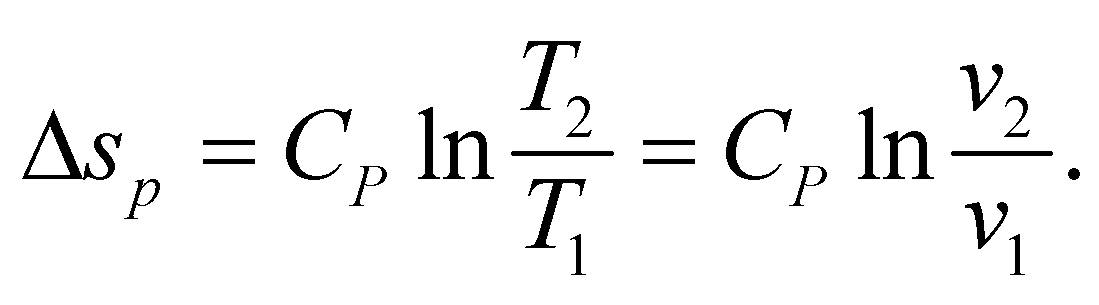 Δs_p = C_P ln T_2/T_1 = C_P ln v_2/v_1.